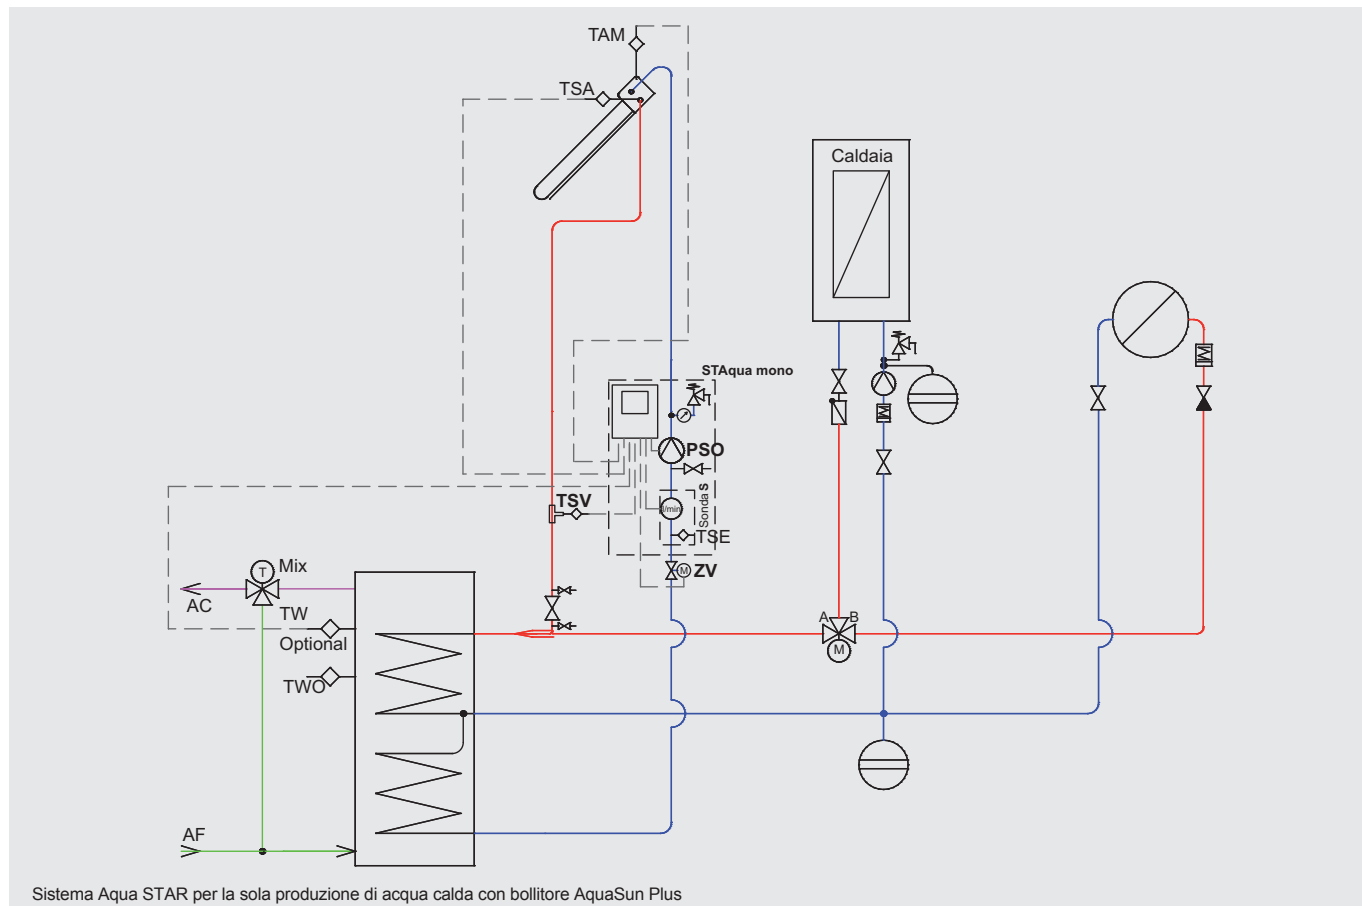 TAM
TSA
Caldaia
STAqua mono
PSO
Sonda S
TSV
l/min
TSE
T
Mix
M
ZV
AC
TW
Optional
A
B
M
TWO
AF
Sistema Aqua STAR per la sola produzione di acqua calda con bollitore AquaSun Plus